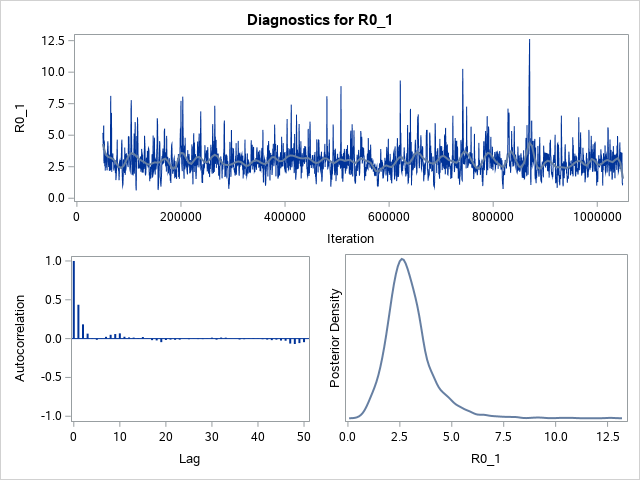 Diagnostics for R0_1
12.5
10.0
7.5
5.0
2.5
0.0
R0_1
0 200000 400000 600000 800000 1000000
Iteration
1.0
0.5
0.0
-0.5
-1.0
Autocorrelation
0 10 20 30 40 50
Lag
Posterior Density
0.0 2.5 5.0 7.5 10.0 12.5
R0_1